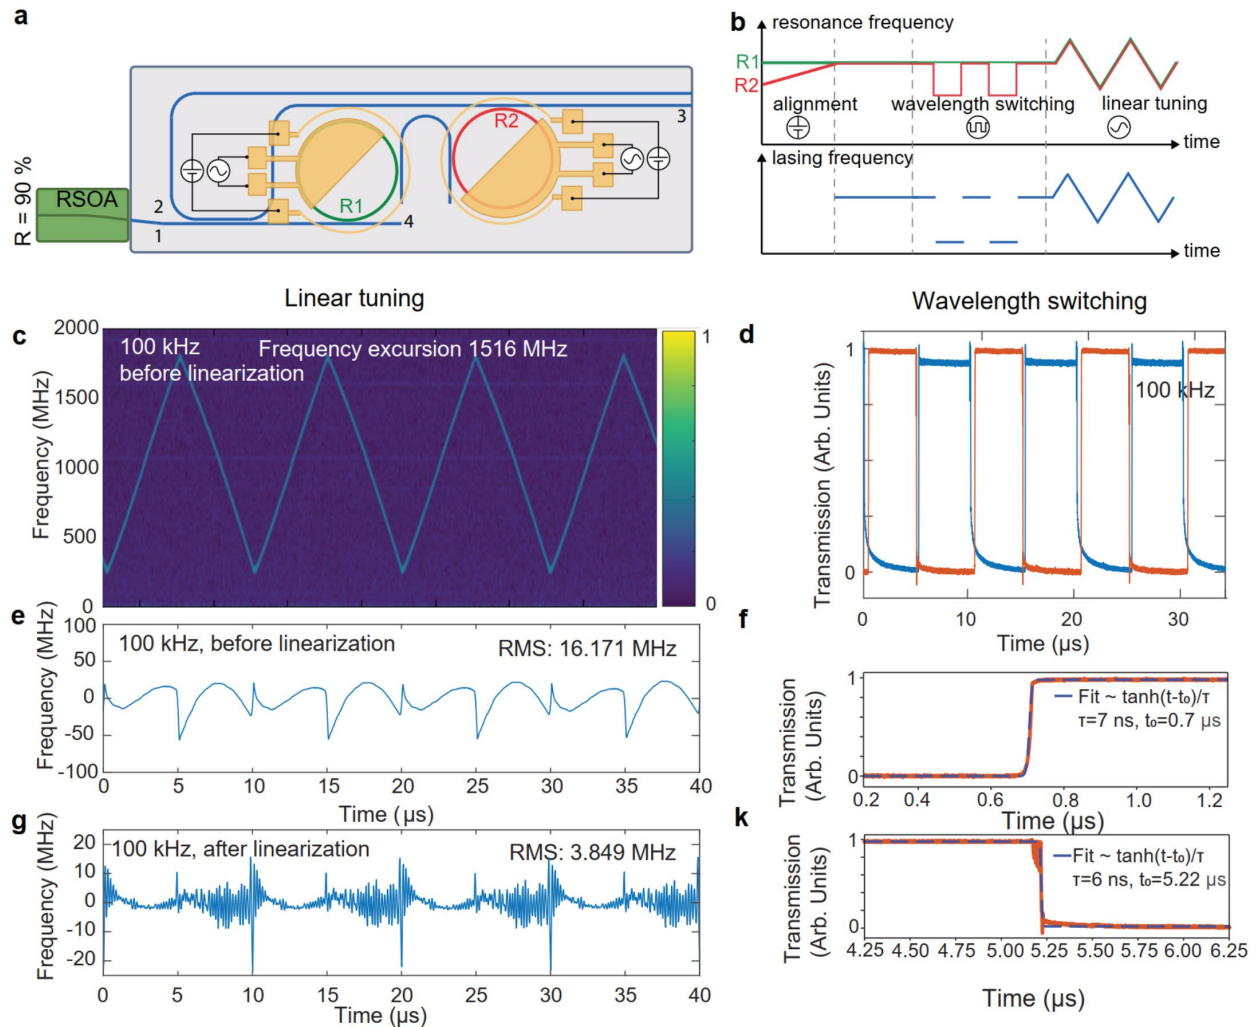 a
R = 90 %
RSOA
2
1
R1
4
R2
3
b
resonance frequency
R1
R2
alignment
wavelength switching
linear tuning
time
lasing frequency
time
Linear tuning
c
2000
1500
1000
500
0
Frequency (MHz)
100 kHz
Frequency excursion 1516 MHz
before linearization
1
0
Wavelength switching
d
Transmission (Arb. Units)
1
0
100 kHz
0
10
20
30
Time (µs)
e
Frequency (MHz)
100
50
0
-50
-100
100 kHz, before linearization
RMS: 16.171 MHz
0
5
10
15
20
25
30
35
40
Time (µs)
f
Transmission
(Arb. Units)
1
0
Fit ~ tanh(t-t₀)/τ
τ=7 ns, t₀=0.7 µs
0.2
0.4
0.6
0.8
1.0
1.2
Time (µs)
g
Frequency (MHz)
20
10
0
-10
-20
100 kHz, after linearization
RMS: 3.849 MHz
0
5
10
15
20
25
30
35
40
Time (µs)
k
Transmission
(Arb. Units)
1
0
Fit ~ tanh(t-t₀)/τ
τ=6 ns, t₀=5.22 µs
4.25
4.50
4.75
5.00
5.25
5.50
5.75
6.00
6.25
Time (µs)